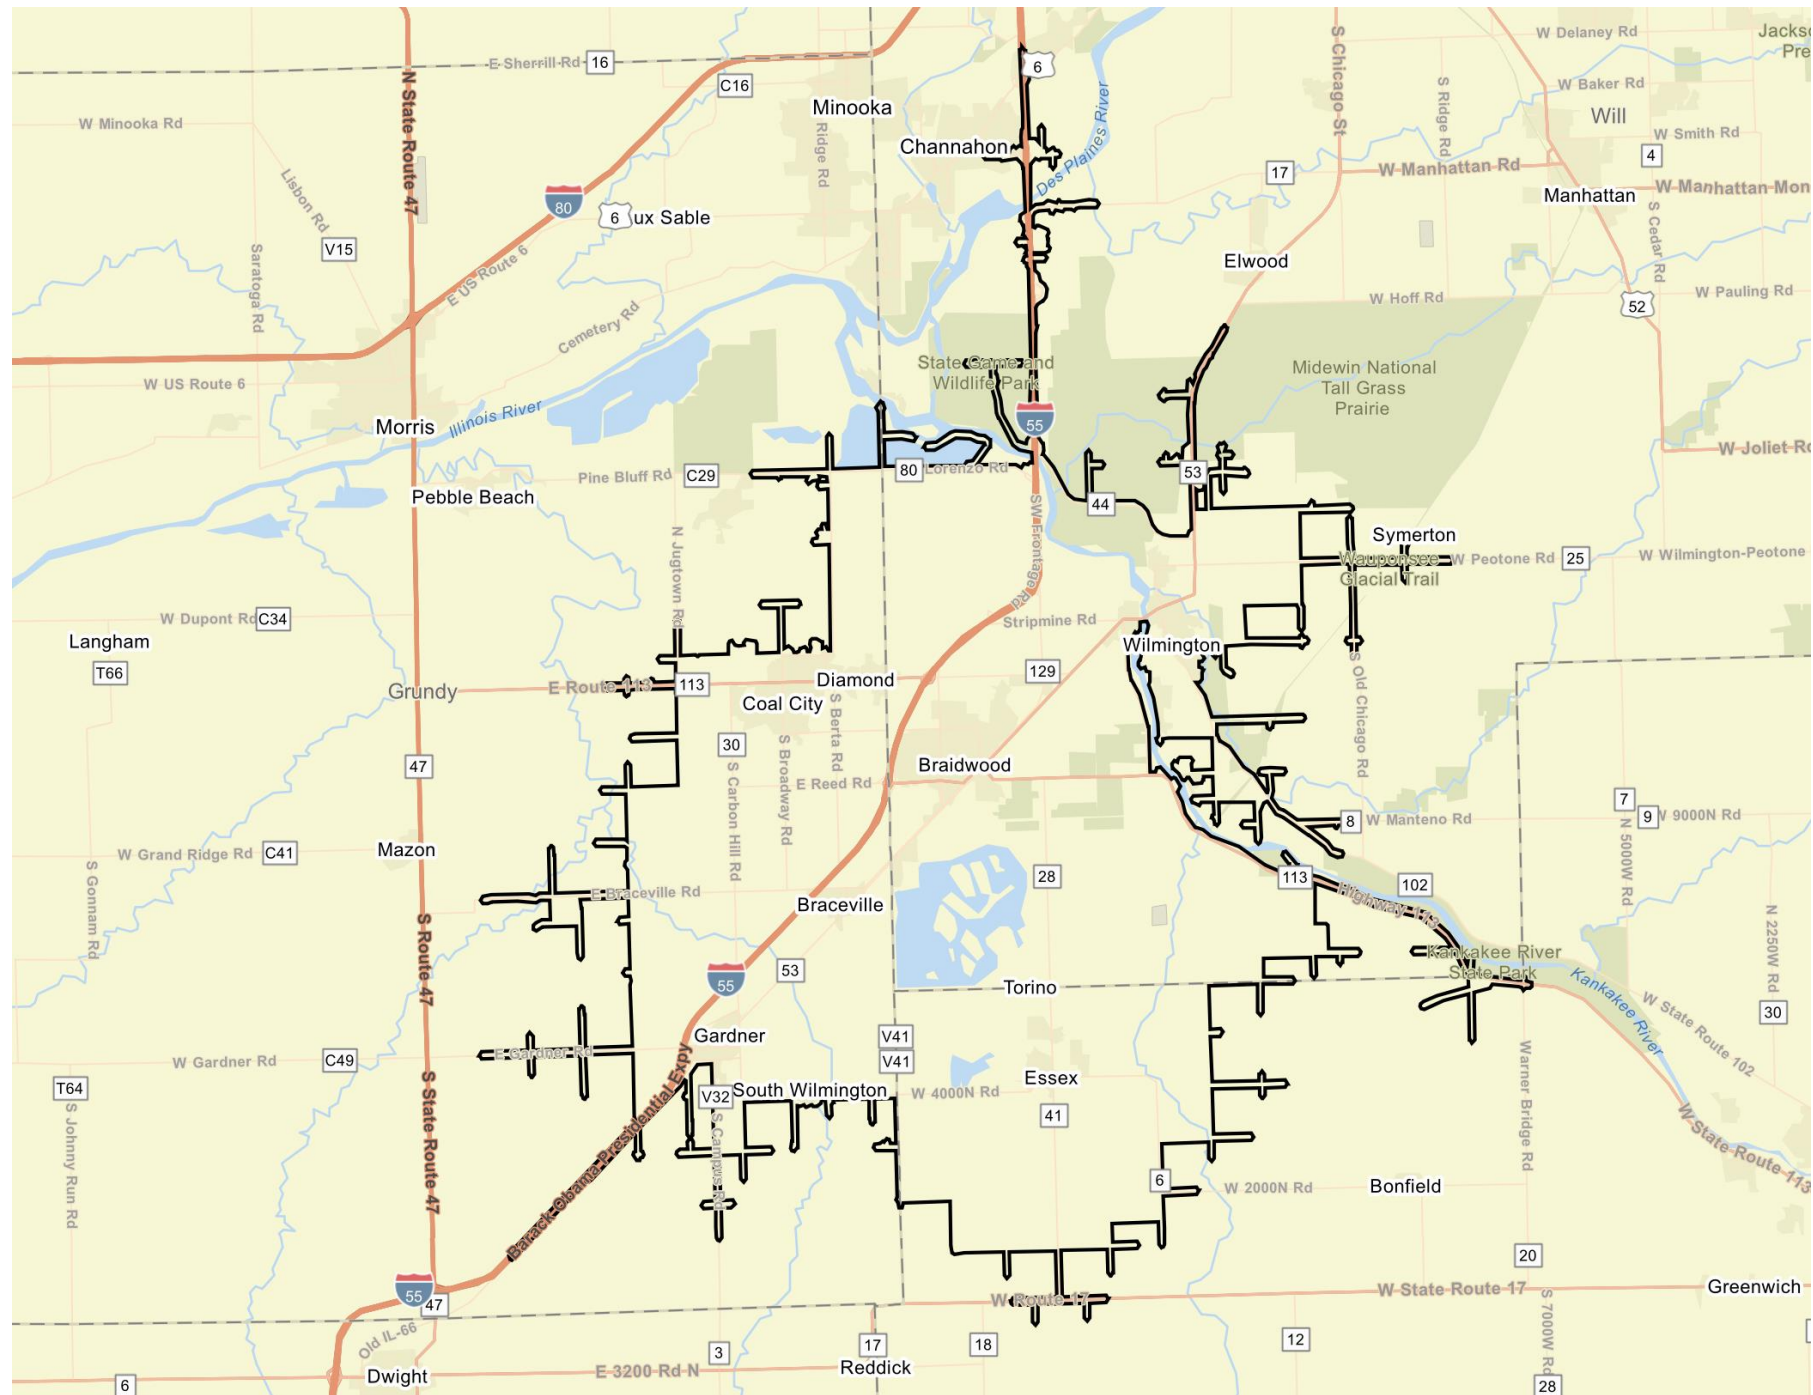 W Delaney Rd
Jacks
Pre
E Sherrill Rd
16
6
N State Route 47
S Chicago St
C16
W Baker Rd
S Ridge Rd
Minooka
Will
W Minooka Rd
Ridge Rd
W Smith Rd
Channahon
4
Des Plaines River
17
W Manhattan Rd
Lisbon Rd
W Manhattan Mon
Manhattan
80
6
ux Sable
S Cedar Rd
V15
Saratoga Rd
E US Route 6
Elwood
W Pauling Rd
W Hoff Rd
52
Cemetery Rd
State Game and
Wildlife Park
Midewin National
Tall Grass
Prairie
W US Route 6
Illinois River
55
Morris
W Joliet Rd
Pine Bluff Rd
C29
80
Lorenzo Rd
53
Pebble Beach
44
SW Frontage Rd
N Jugtown Rd
Symerton
Wauponsee
Glacial Trail
W Peotone Rd
25
W Wilmington-Peotone
W Dupont Rd
C34
Stripmine Rd
Langham
Wilmington
T66
129
Grundy
E Route 113
113
Diamond
S Old Chicago Rd
Coal City
S Berta Rd
30
S Broadway Rd
47
S Carbon Hill Rd
Braidwood
E Reed Rd
7
9
W 9000N Rd
N 5000W Rd
8
W Manteno Rd
Mazon
W Grand Ridge Rd
C41
S Gonnam Rd
28
113
102
E Braceville Rd
Braceville
Highway 113
N 2250W Rd
S Route 47
Kankakee River
State Park
53
55
Torino
Kankakee River
W State Route 102
30
Gardner
V41
V41
W Gardner Rd
C49
E Gardner Rd
Warner Bridge Rd
Essex
T64
S State Route 47
V32
South Wilmington
W 4000N Rd
41
S Johnny Run Rd
S Campus Rd
Barack Obama Presidential Expy
W State Route 113
6
W 2000N Rd
Bonfield
20
55
47
W Route 17
W State Route 17
Greenwich
Old IL-66
S 7000W Rd
3
17
18
12
Dwight
E 3200 Rd N
Reddick
6
28